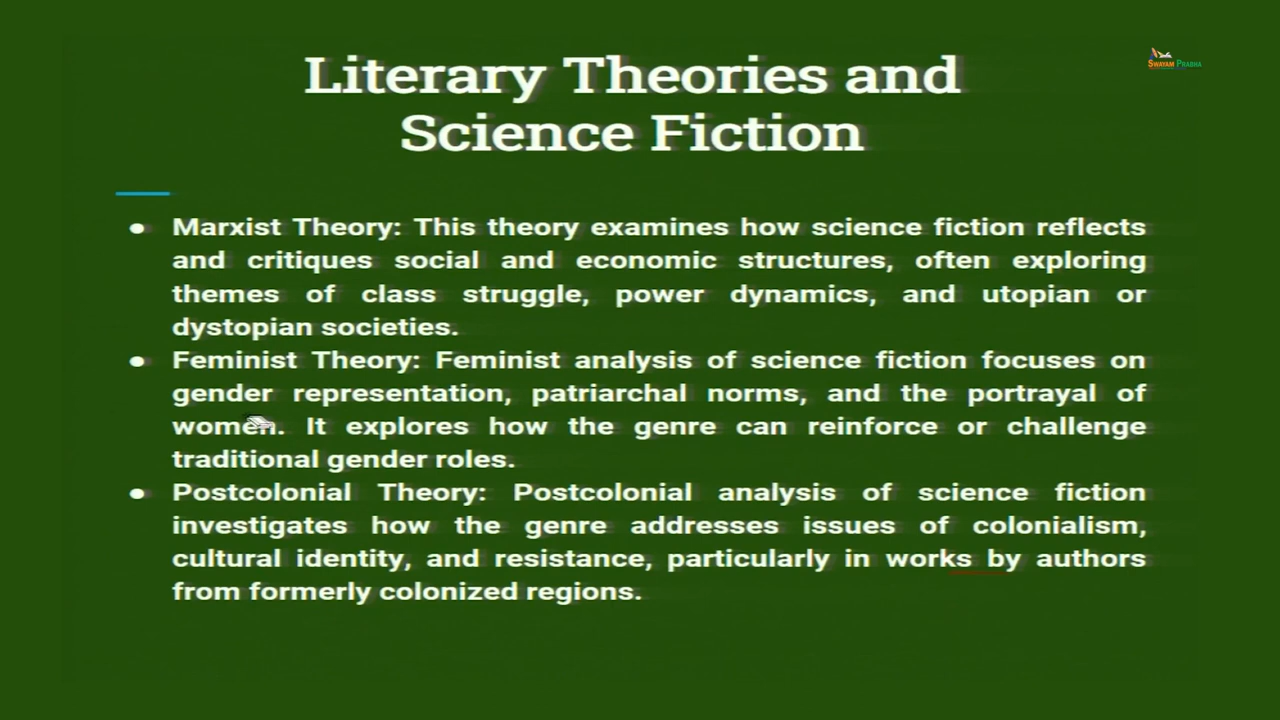 Literary Theories and
Science Fiction
SWAYAM PRABHA
● Marxist Theory: This theory examines how science fiction reflects
and critiques social and economic structures, often exploring
themes of class struggle, power dynamics, and utopian or
dystopian societies.
● Feminist Theory: Feminist analysis of science fiction focuses on
gender representation, patriarchal norms, and the portrayal of
women. It explores how the genre can reinforce or challenge
traditional gender roles.
● Postcolonial Theory: Postcolonial analysis of science fiction
investigates how the genre addresses issues of colonialism,
cultural identity, and resistance, particularly in works by authors
from formerly colonized regions.